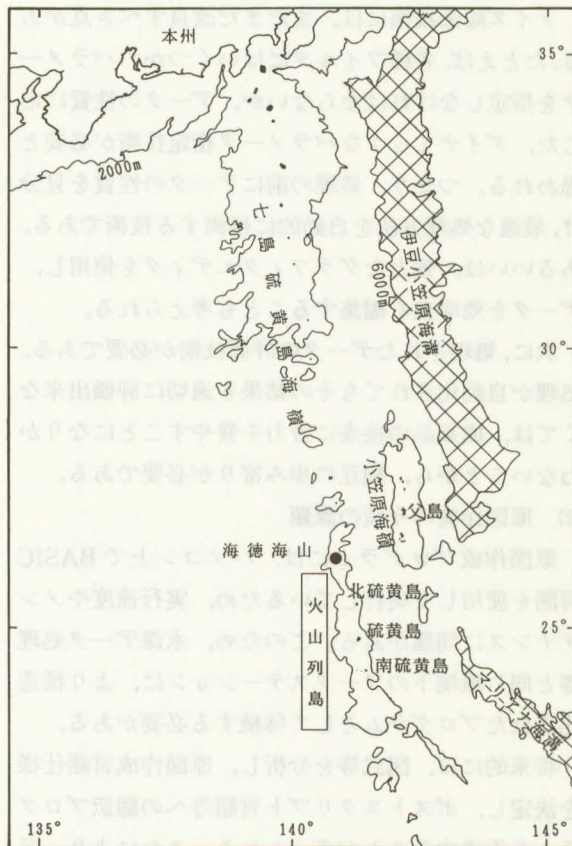 本州
35°
2000m
七島硫黄島海嶺
伊豆小笠原海溝
6000m
30°
小笠原海嶺
父島
海徳海山
北硫黄島
火山列島
硫黄島
25°
南硫黄島
135°
140°
145°